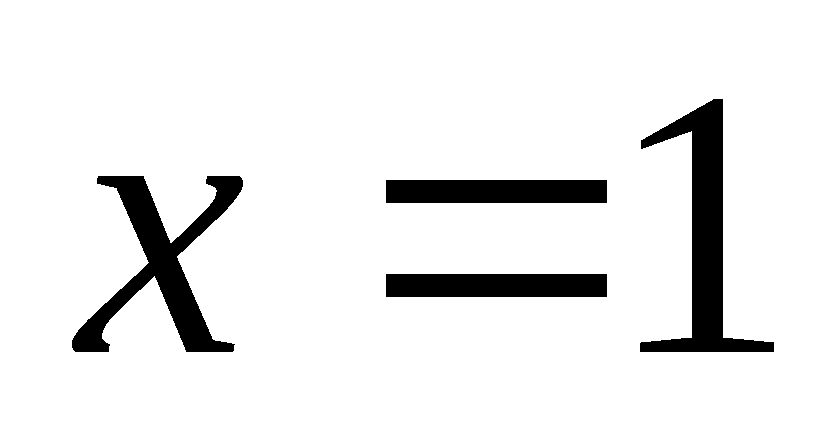 x = 1